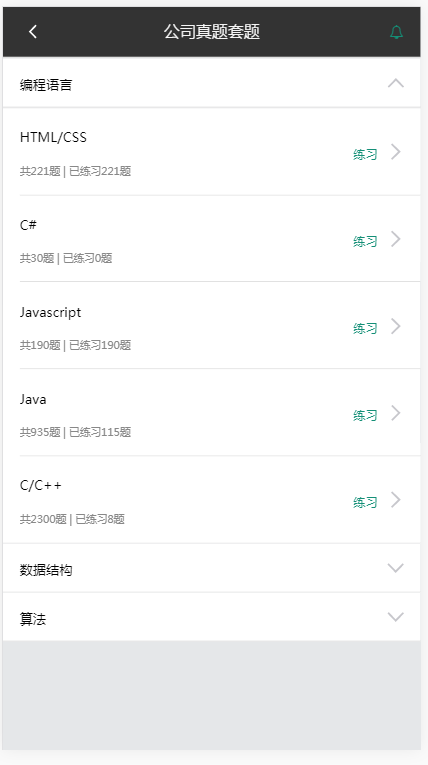 公司真题套题
编程语言
HTML/CSS
练习
共221题 | 已练习221题
C#
练习
共30题 | 已练习0题
Javascript
练习
共190题 | 已练习190题
Java
练习
共935题 | 已练习115题
C/C++
练习
共2300题 | 已练习8题
数据结构
算法